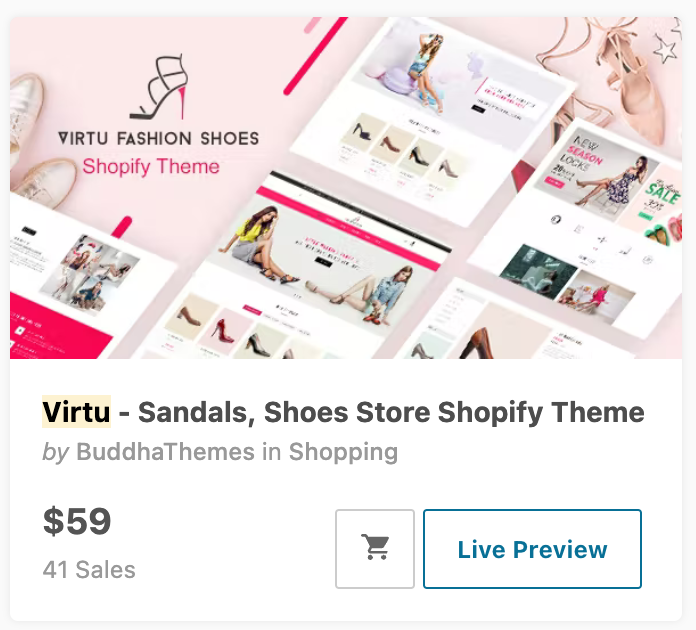 VIRTU FASHION SHOES
Shopify Theme
NEW
SEASON
LOOKS
SALE
Virtu - Sandals, Shoes Store Shopify Theme
by BuddhaThemes in Shopping
$59
41 Sales
Live Preview